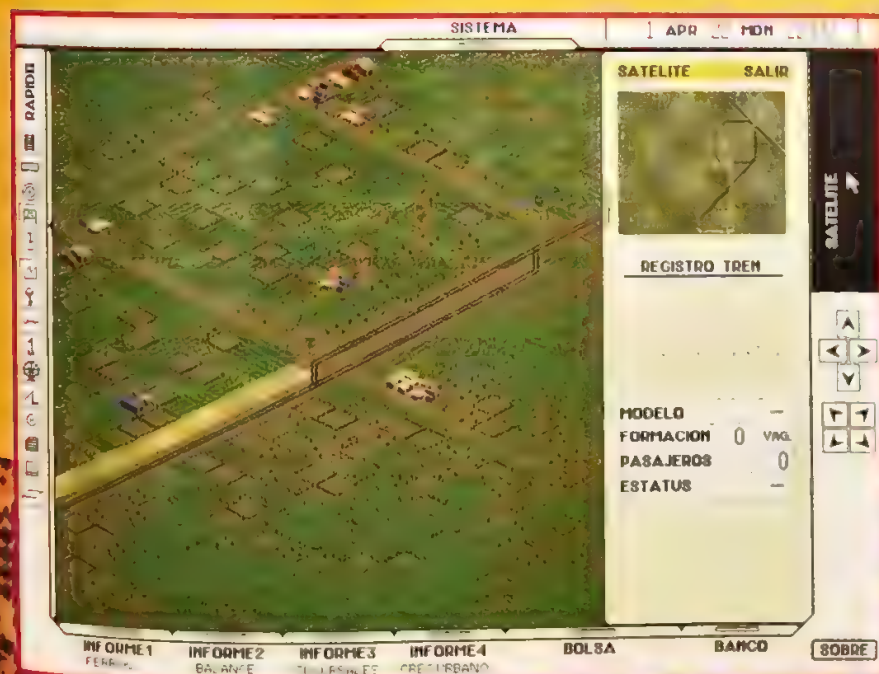 SISTEMA
1 APR MON
RAPIDO
SATELITE SALIR
SATELITE
REGISTRO TREN
MODELO —
FORMACION 0 VAG.
PASAJEROS 0
ESTATUS —
INFORME1 INFORME2 INFORME3 INFORME4 BOLSA BANCO SOBRE
BALANCE